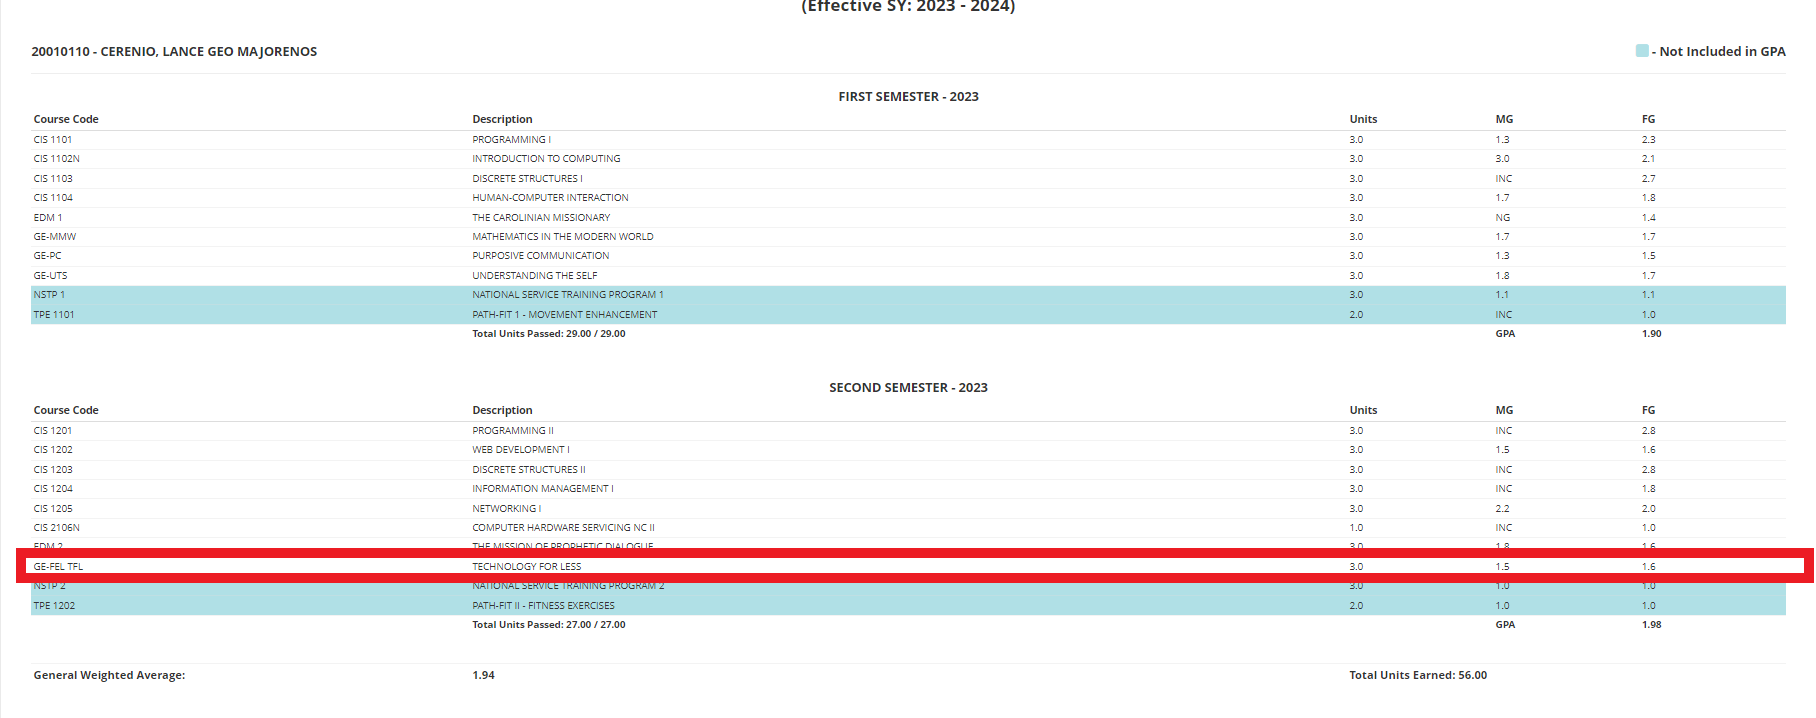 (Effective SY: 2023 - 2024)
20010110 - CERENIO, LANCE GEO MAJORENOS - Not Included in GPA
FIRST SEMESTER - 2023
Course Code Description Units MG FG
CIS 1101 PROGRAMMING I 3.0 1.3 2.3
CIS 1102N INTRODUCTION TO COMPUTING 3.0 3.0 2.1
CIS 1103 DISCRETE STRUCTURES I 3.0 INC 2.7
CIS 1104 HUMAN-COMPUTER INTERACTION 3.0 1.7 1.8
EDM 1 THE CAROLINIAN MISSIONARY 3.0 NG 1.4
GE-MMW MATHEMATICS IN THE MODERN WORLD 3.0 1.7 1.7
GE-PC PURPOSIVE COMMUNICATION 3.0 1.3 1.5
GE-UTS UNDERSTANDING THE SELF 3.0 1.8 1.7
NSTP 1 NATIONAL SERVICE TRAINING PROGRAM 1 3.0 1.1 1.1
TPE 1101 PATH-FIT 1 - MOVEMENT ENHANCEMENT 2.0 INC 1.0
Total Units Passed: 29.00 / 29.00 GPA 1.90
SECOND SEMESTER - 2023
Course Code Description Units MG FG
CIS 1201 PROGRAMMING II 3.0 INC 2.8
CIS 1202 WEB DEVELOPMENT I 3.0 1.5 1.6
CIS 1203 DISCRETE STRUCTURES II 3.0 INC 2.8
CIS 1204 INFORMATION MANAGEMENT I 3.0 INC 1.8
CIS 1205 NETWORKING I 3.0 2.2 2.0
CIS 2106N COMPUTER HARDWARE SERVICING NC II 1.0 INC 1.0
EDM 2 THE MISSION OF PROPHETIC DIALOGUE 3.0 1.8 1.6
GE-FEL TFL TECHNOLOGY FOR LESS 3.0 1.5 1.6
NSTP 2 NATIONAL SERVICE TRAINING PROGRAM 2 3.0 1.0 1.0
TPE 1202 PATH-FIT II - FITNESS EXERCISES 2.0 1.0 1.0
Total Units Passed: 27.00 / 27.00 GPA 1.98
General Weighted Average: 1.94 Total Units Earned: 56.00